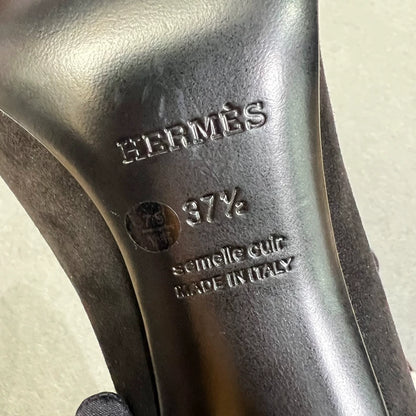 HERMÈS
37½
semelle cuir
MADE IN ITALY